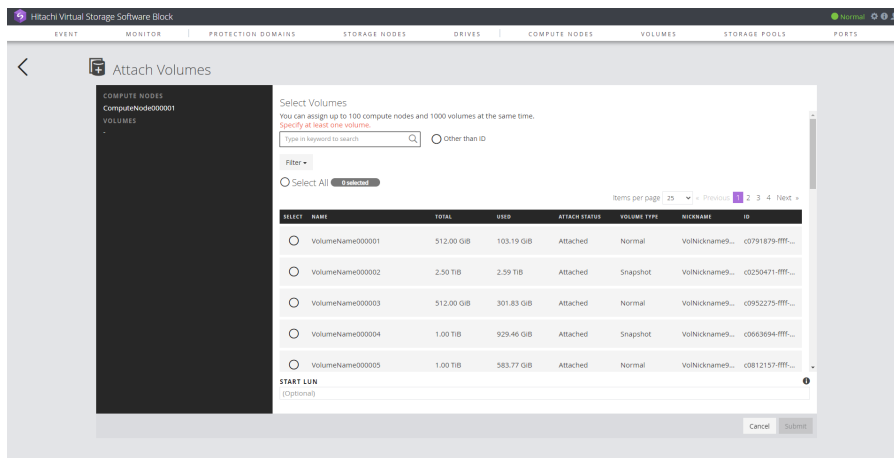 Hitachi Virtual Storage Software Block
Normal
EVENT MONITOR PROTECTION DOMAINS STORAGE NODES DRIVES COMPUTE NODES VOLUMES STORAGE POOLS PORTS
Attach Volumes
COMPUTE NODES
ComputeNode000001
VOLUMES
-
Select Volumes
You can assign up to 100 compute nodes and 1000 volumes at the same time.
Specify at least one volume.
Type in keyword to search
Other than ID
Filter
Select All 0 selected
Items per page 25 « Previous 1 2 3 4 Next »
SELECT NAME TOTAL USED ATTACH STATUS VOLUME TYPE NICKNAME ID
VolumeName000001 512.00 GiB 103.19 GiB Attached Normal VolNickname9... c0791879-ffff-...
VolumeName000002 2.50 TiB 2.59 TiB Attached Snapshot VolNickname9... c0250471-ffff-...
VolumeName000003 512.00 GiB 301.83 GiB Attached Normal VolNickname9... c0952275-ffff-...
VolumeName000004 1.00 TiB 929.46 GiB Attached Snapshot VolNickname9... c0663694-ffff-...
VolumeName000005 1.00 TiB 583.77 GiB Attached Normal VolNickname9... c0812157-ffff-...
START LUN
(Optional)
Cancel Submit